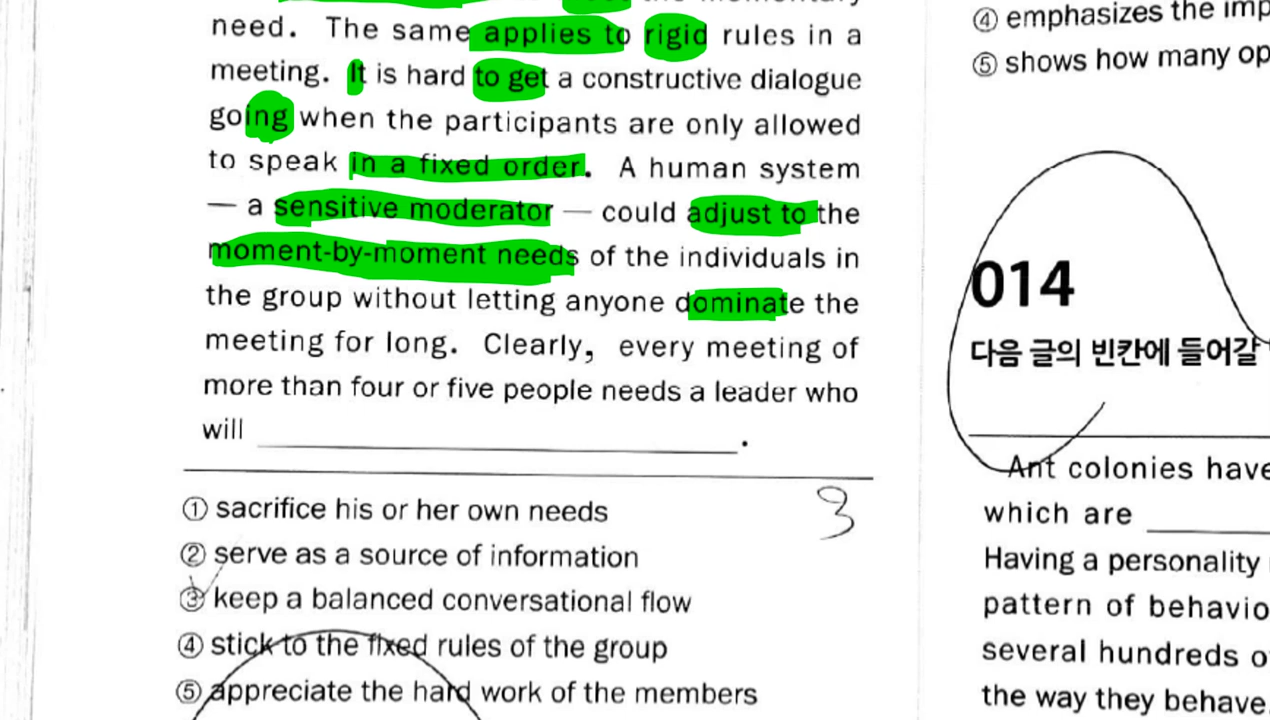 the momentary
need. The same applies to rigid rules in a
meeting. It is hard to get a constructive dialogue
going when the participants are only allowed
to speak in a fixed order. A human system
— a sensitive moderator — could adjust to the
moment-by-moment needs of the individuals in
the group without letting anyone dominate the
meeting for long. Clearly, every meeting of
more than four or five people needs a leader who
will ____________.
① sacrifice his or her own needs
② serve as a source of information
③ keep a balanced conversational flow
④ stick to the fixed rules of the group
⑤ appreciate the hard work of the members
3
④ emphasizes the imp
⑤ shows how many op
014
다음 글의 빈칸에 들어갈
Ant colonies have
which are ____
Having a personality
pattern of behavio
several hundreds o
the way they behave.